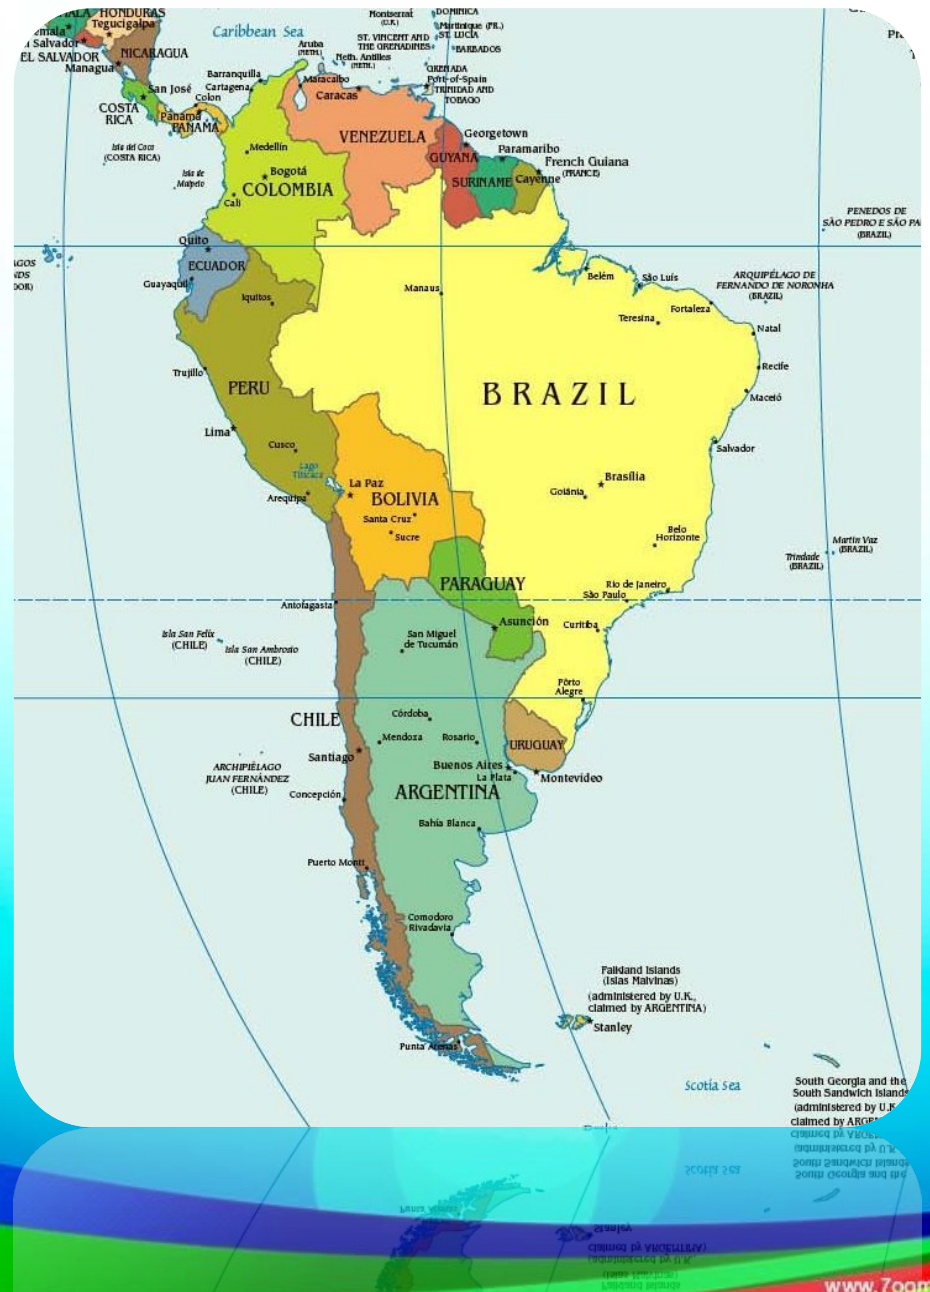 HONDURAS
Tegucigalpa
Salvador
EL SALVADOR
Managua
NICARAGUA
COSTA
RICA
San José
Colon
Panama
PANAMA
Isla del Coco
(COSTA RICA)
Isla de
Malpelo
Caribbean Sea
Montserrat
(U.K.)
DOMINICA
Martinique (FR.)
ST. LUCIA
BARBADOS
ST. VINCENT AND
THE GRENADINES
Aruba
(NETH.)
Neth. Antilles
(NETH.)
GRENADA
Port-of-Spain
TRINIDAD AND
TOBAGO
Barranquilla
Cartagena
Maracaibo
Caracas
VENEZUELA
Georgetown
GUYANA
Paramaribo
SURINAME
French Guiana
(FRANCE)
Cayenne
Medellín
Bogotá
COLOMBIA
Cali
Quito
ECUADOR
Guayaquil
Iquitos
PENEDOS DE
(BRAZIL)
Manaus
Belém
São Luís
ARQUIPÉLAGO DE
FERNANDO DE NORONHA
(BRAZIL)
Fortaleza
Teresina
Natal
Recife
Maceió
Trujillo
PERU
BRAZIL
Lima
Cusco
Lago
Titicaca
Arequipa
Salvador
La Paz
BOLIVIA
Santa Cruz
Sucre
Brasília
Goiânia
Belo
Horizonte
Martin Vaz
(BRAZIL)
Trindade
(BRAZIL)
PARAGUAY
Rio de Janeiro
São Paulo
Antofagasta
Asunción
Curitiba
Isla San Felix
(CHILE)
Isla San Ambrosio
(CHILE)
San Miguel
de Tucumán
Pôrto
Alegre
CHILE
Córdoba
Mendoza
Rosario
URUGUAY
Santiago
Buenos Aires
La Plata
Montevideo
ARCHIPIÉLAGO
JUAN FERNÁNDEZ
(CHILE)
Concepción
ARGENTINA
Bahía Blanca
Puerto Montt
Comodoro
Rivadavia
Falkland Islands
(Islas Malvinas)
(administered by U.K.,
claimed by ARGENTINA)
Stanley
Punta Arenas
Scotia Sea
South Georgia and the
South Sandwich Islands
(administered by U.K.
claimed by
www.7oom